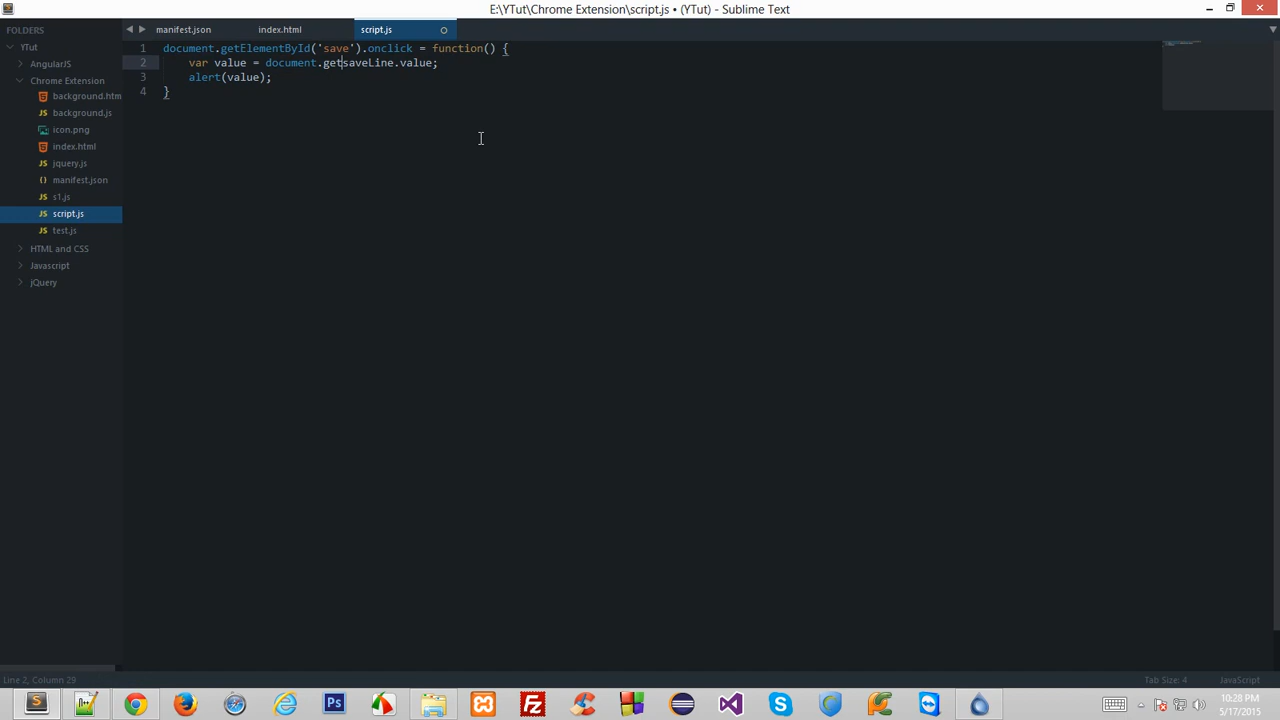 E:\YTut\Chrome Extension\script.js • (YTut) - Sublime Text
FOLDERS
YTut
AngularJS
Chrome Extension
background.htm
background.js
icon.png
index.html
jquery.js
manifest.json
s1.js
script.js
test.js
HTML and CSS
Javascript
jQuery
manifest.json index.html script.js
1 document.getElementById('save').onclick = function() {
2 var value = document.getsaveLine.value;
3 alert(value);
4 }
Line 2, Column 29 Tab Size: 4 JavaScript
10:28 PM
5/17/2015